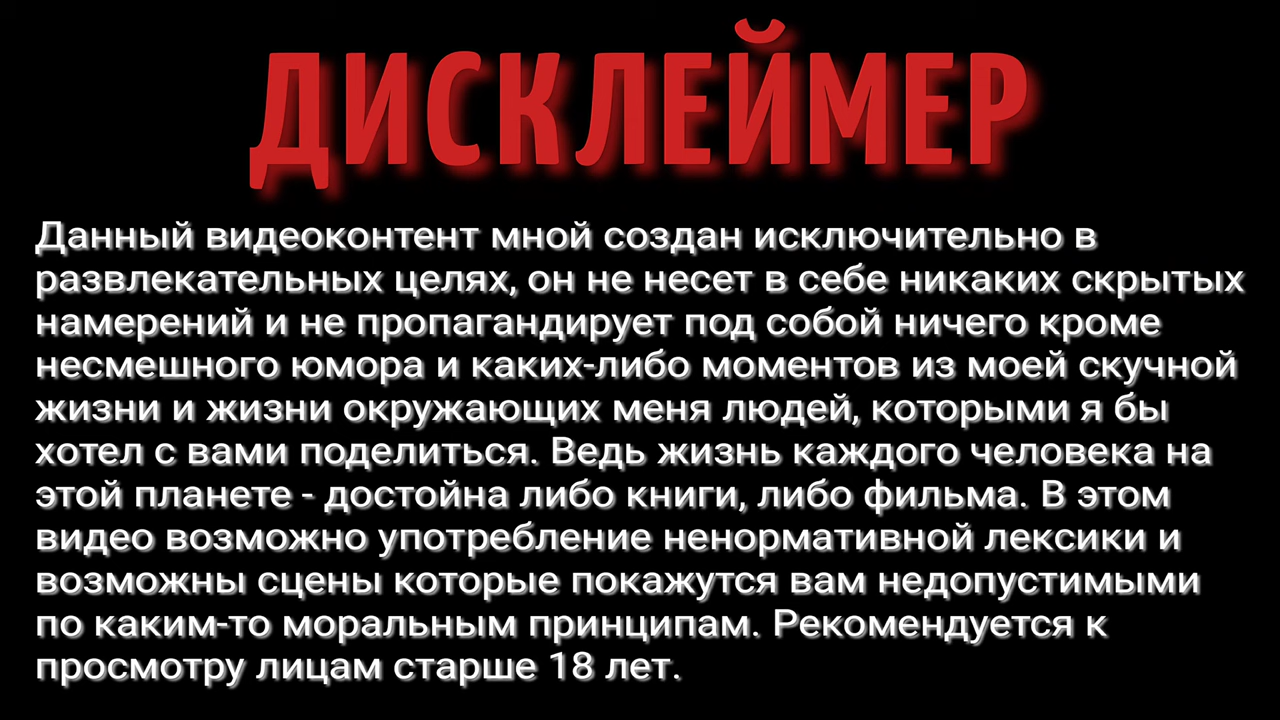 ДИСКЛЕЙМЕР
Данный видеоконтент мной создан исключительно в
развлекательных целях, он не несет в себе никаких скрытых
намерений и не пропагандирует под собой ничего кроме
несмешного юмора и каких-либо моментов из моей скучной
жизни и жизни окружающих меня людей, которыми я бы
хотел с вами поделиться. Ведь жизнь каждого человека на
этой планете - достойна либо книги, либо фильма. В этом
видео возможно употребление ненормативной лексики и
возможны сцены которые покажутся вам недопустимыми
по каким-то моральным принципам. Рекомендуется к
просмотру лицам старше 18 лет.